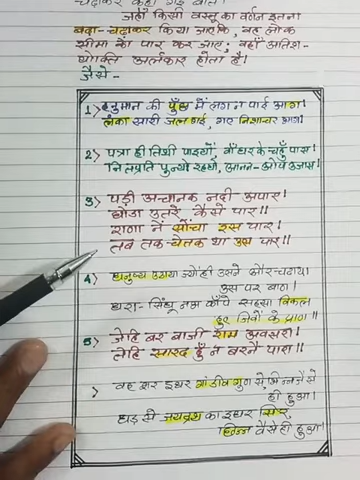 जहाँ किसी वस्तु का वर्णन इतना
बढ़ा-चढ़ाकर किया जाए कि, वह लोक
सीमा को पार कर जाए; वहाँ अतिश-
योक्ति अलंकार होता है।
जैसे -
1) हनुमान की पूँछ में लग न पाई आग।
लंका सारी जल गई, गए निशाचर भाग।
2) पत्रा ही तिथी पाइयों, वाँ घर के चहुँ पास।
नितप्रति पुन्यो रहयो, आनन-ओप उजास।
3) पड़ी अचानक नदी अपार।
घोड़ा उतरे कैसे पार।।
राणा नें सोंचा इस पार।
तब तक चेतक था उस पार।।
4) धनुष्य उठाया ज्यों ही उसने और चढ़ाया
उस पर बाण।
धरा-सिंधु नभ काँपे सहसा विकल
हुए जिवों के प्राण।।
5) जेहि बर बाजी राम असवारा।
तेहि सारद हुँ न बरनै पारा।।
वह शर इधर गांडीव गुण से भिन्न जैसे
ही हुआ।
धड़ से जयद्रथ का इधर सिर,
छिन्न वैसे ही हुआ।